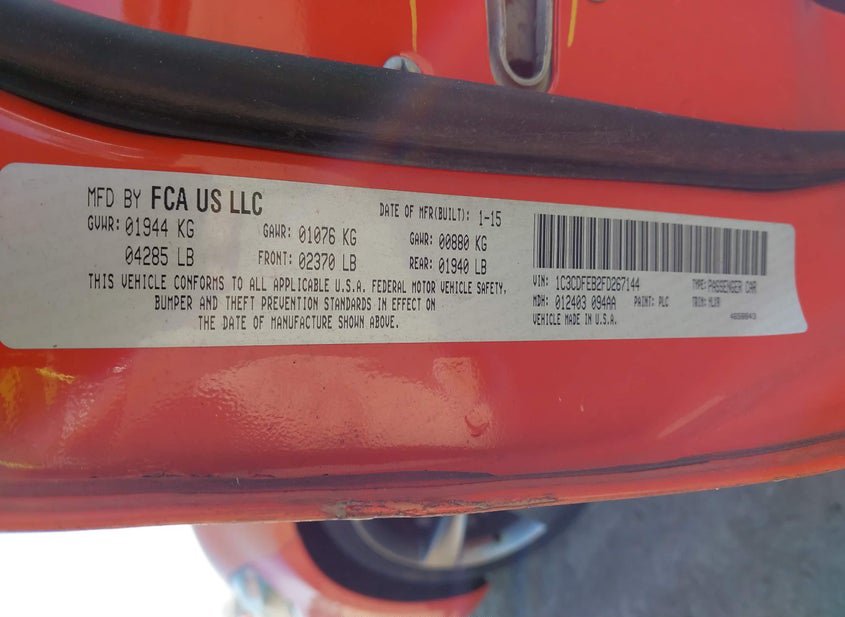 MFD BY FCA US LLC
DATE OF MFR(BUILT): 1-15
GVWR: 01944 KG
GAWR: 01076 KG
GAWR: 00880 KG
04285 LB
FRONT: 02370 LB
REAR: 01940 LB
THIS VEHICLE CONFORMS TO ALL APPLICABLE U.S.A. FEDERAL MOTOR VEHICLE SAFETY,
BUMPER AND THEFT PREVENTION STANDARDS IN EFFECT ON
THE DATE OF MANUFACTURE SHOWN ABOVE.
VIN: 1C3CDFEB2FD267144
TYPE: PASSENGER CAR
MDH: 012403 094AA
PAINT: PLC
TRIM:
VEHICLE MADE IN U.S.A.